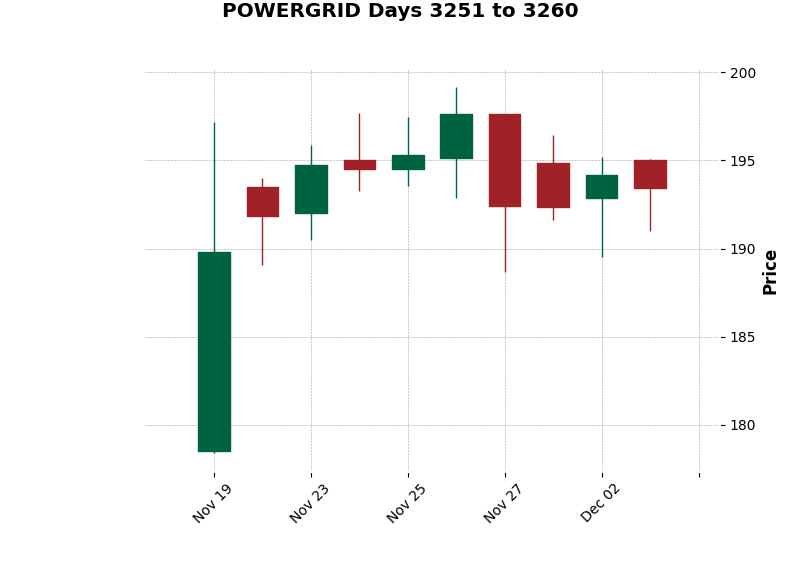 POWERGRID Days 3251 to 3260
200
195
190
185
180
Price
Nov 19
Nov 23
Nov 25
Nov 27
Dec 02